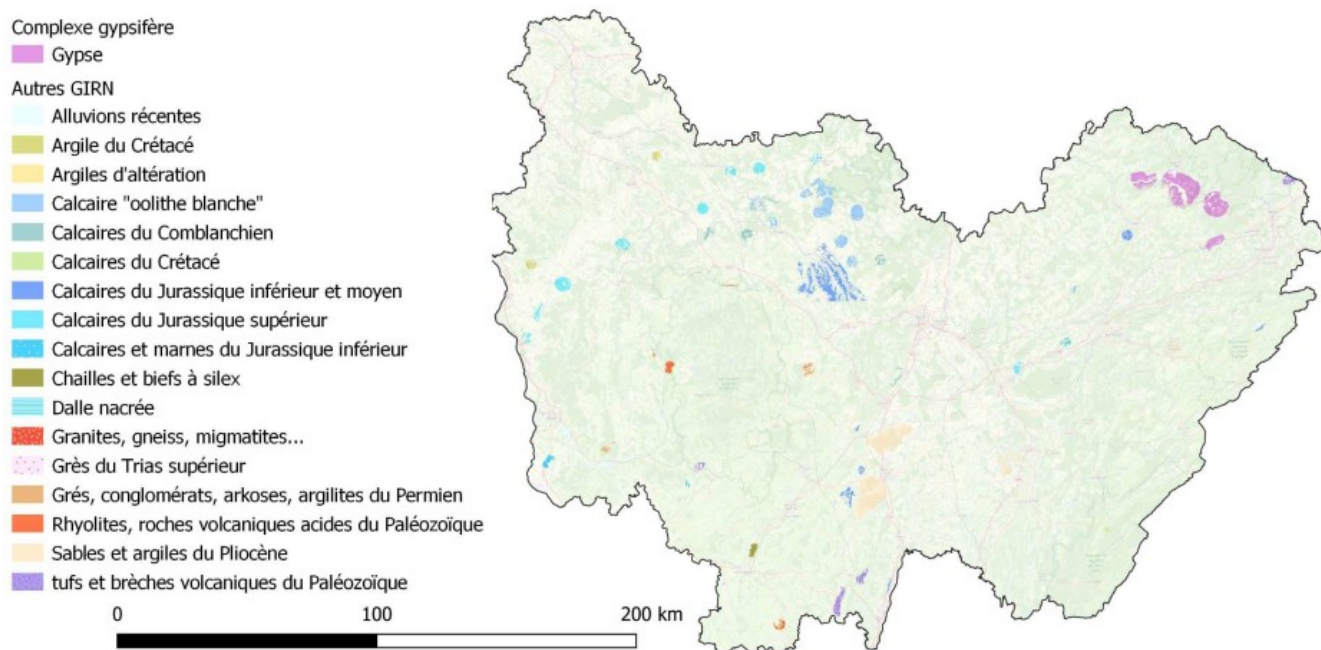 Complexe gypsifère
Gypse
Autres GIRN
Alluvions récentes
Argile du Crétacé
Argiles d'altération
Calcaire "oolithe blanche"
Calcaires du Comblanchien
Calcaires du Crétacé
Calcaires du Jurassique inférieur et moyen
Calcaires du Jurassique supérieur
Calcaires et marnes du Jurassique inférieur
Chailles et biefs à silex
Dalle nacrée
Granites, gneiss, migmatites...
Grès du Trias supérieur
Grés, conglomérats, arkoses, argilites du Permien
Rhyolites, roches volcaniques acides du Paléozoïque
Sables et argiles du Pliocène
tufs et brèches volcaniques du Paléozoïque
0 100 200 km